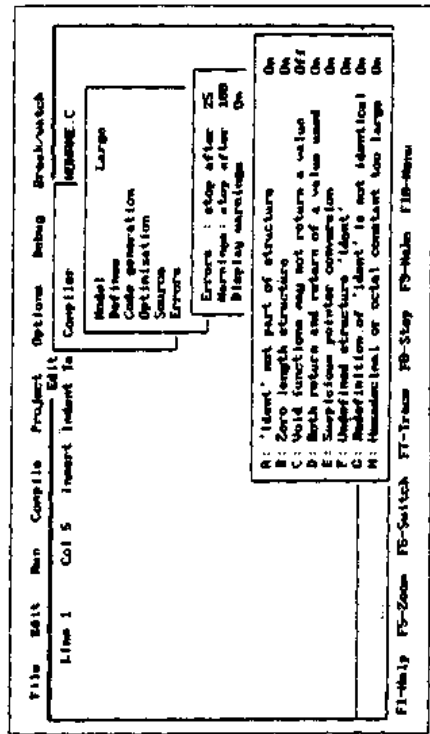 File Edit Run Compile Project Options Debug Break/watch
Edit
Line 1 Col 5 Insert Indent Ta NONAME.C
Compiler
Model Large
Defines
Code generation
Optimization
Source
Errors
Errors : stop after 25
Warnings: stop after 100
Display warnings On
A: 'ident' not part of structure On
B: Zero length structure On
C: Void functions may not return a value Off
D: Both return and return of a value used On
E: Suspicious pointer conversion On
F: Undefined structure 'ident' On
G: Redefinition of 'ident' is not identical On
H: Hexadecimal or octal constant too large On
F1-Help F5-Zoom F6-Switch F7-Trace F8-Step F9-Make F10-Menu